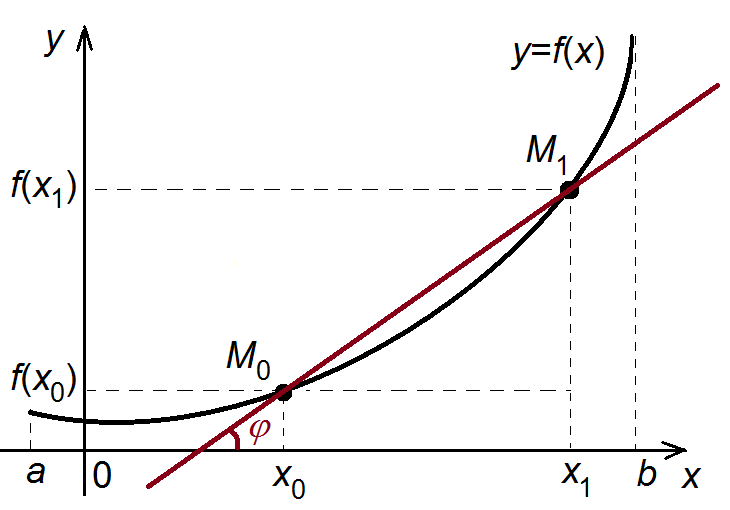 y
y=f(x)
M₁
f(x₁)
M₀
f(x₀)
φ
a
0
x₀
x₁
b
x